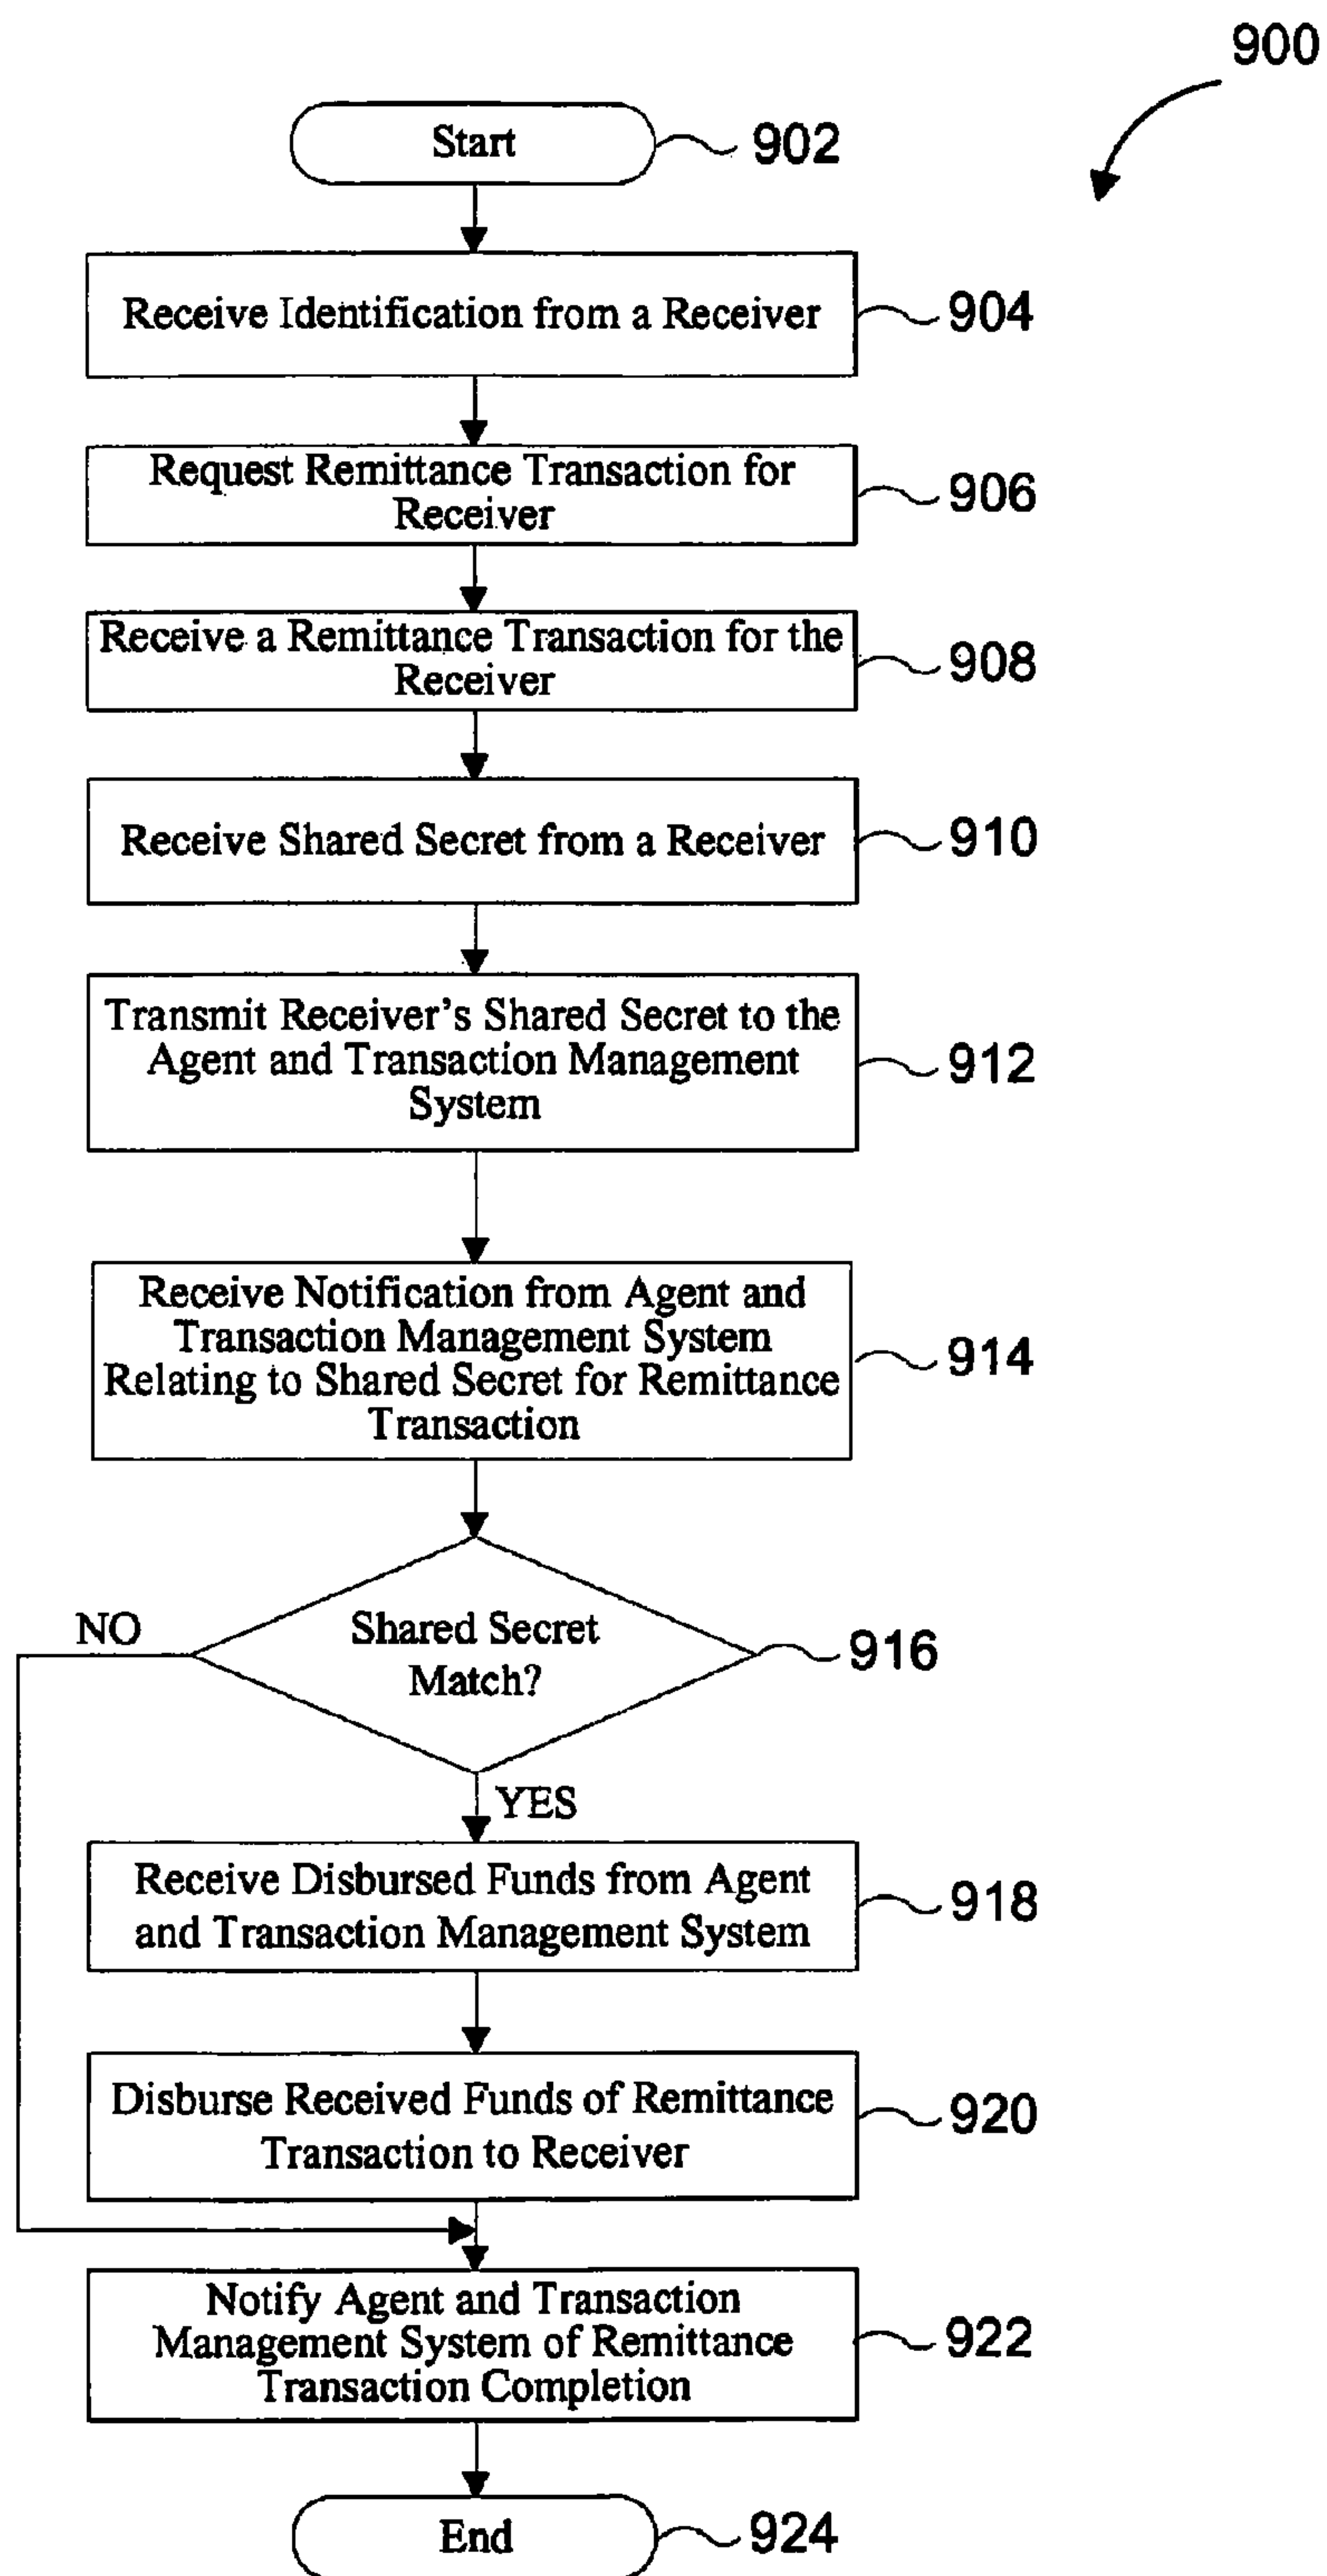 900
Start
902
Receive Identification from a Receiver
904
Request Remittance Transaction for
Receiver
906
Receive a Remittance Transaction for the
Receiver
908
Receive Shared Secret from a Receiver
910
Transmit Receiver's Shared Secret to the
Agent and Transaction Management
System
912
Receive Notification from Agent and
Transaction Management System
Relating to Shared Secret for Remittance
Transaction
914
NO
Shared Secret
Match?
916
YES
Receive Disbursed Funds from Agent
and Transaction Management System
918
Disburse Received Funds of Remittance
Transaction to Receiver
920
Notify Agent and Transaction
Management System of Remittance
Transaction Completion
922
End
924